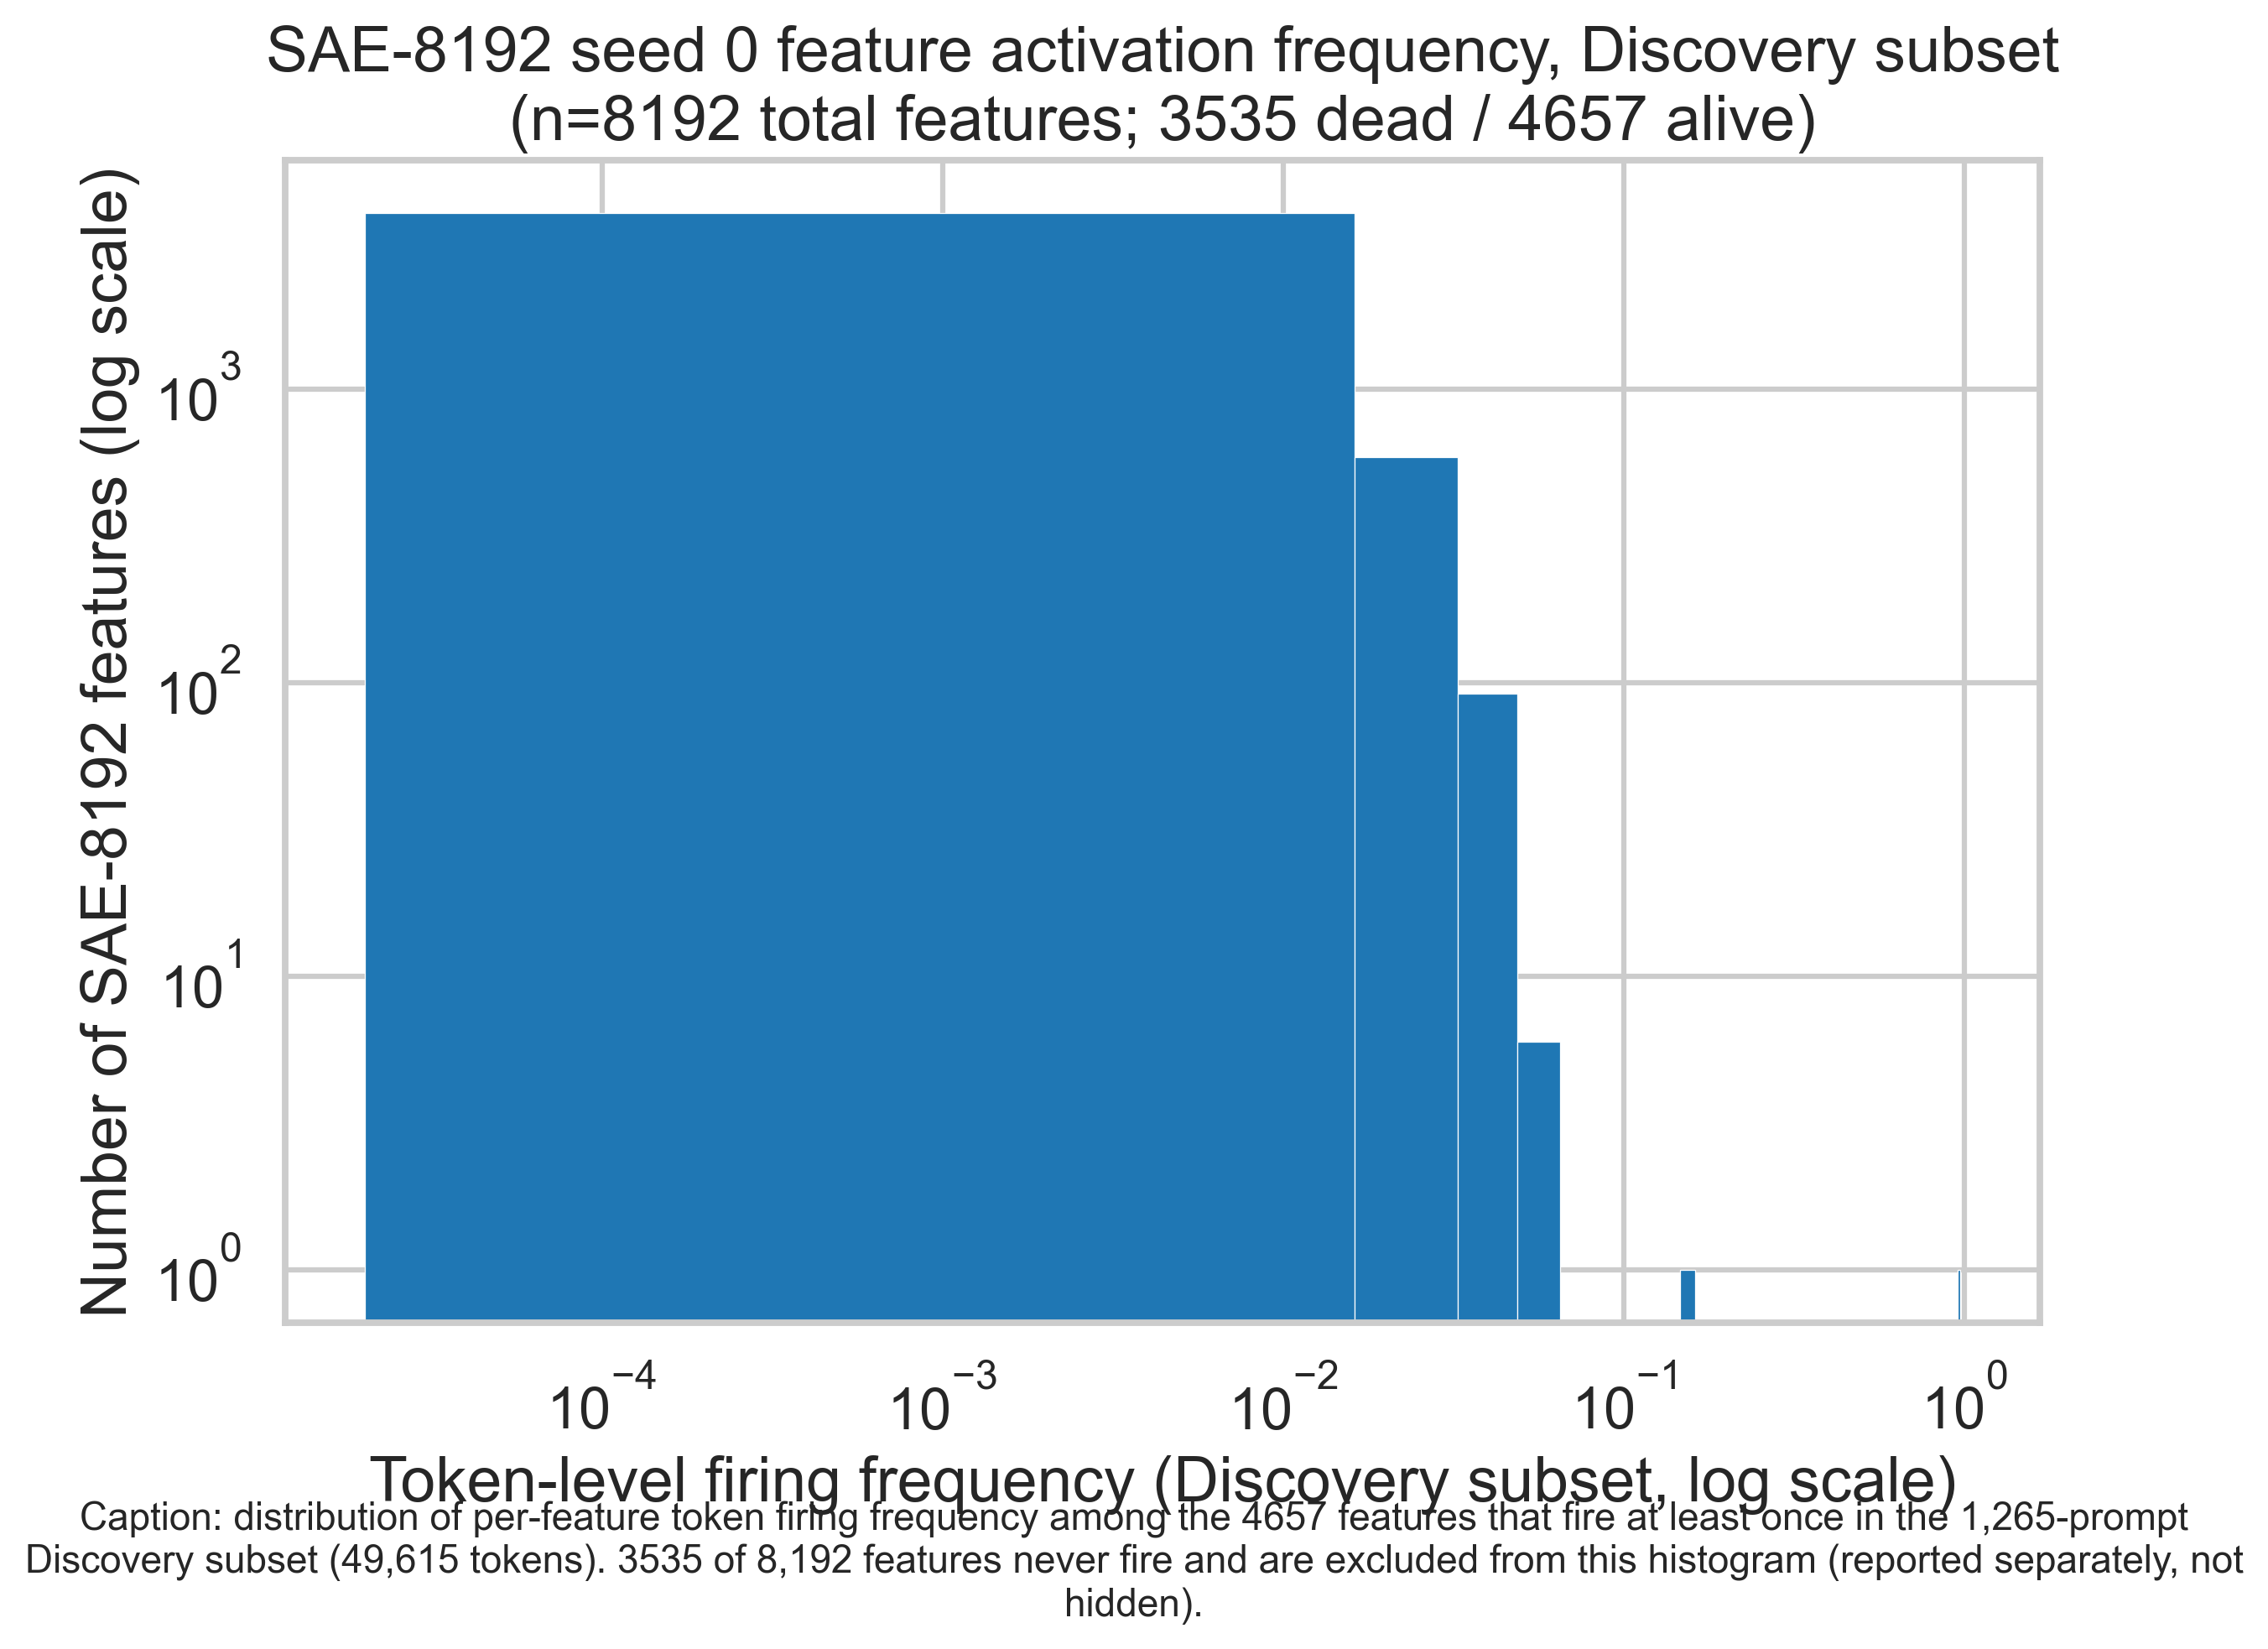 SAE-8192 seed 0 feature activation frequency, Discovery subset
(n=8192 total features; 3535 dead / 4657 alive)
Number of SAE-8192 features (log scale)
10^3
10^2
10^1
10^0
10^−4
10^−3
10^−2
10^−1
10^0
Token-level firing frequency (Discovery subset, log scale)
Caption: distribution of per-feature token firing frequency among the 4657 features that fire at least once in the 1,265-prompt
Discovery subset (49,615 tokens). 3535 of 8,192 features never fire and are excluded from this histogram (reported separately, not
hidden).